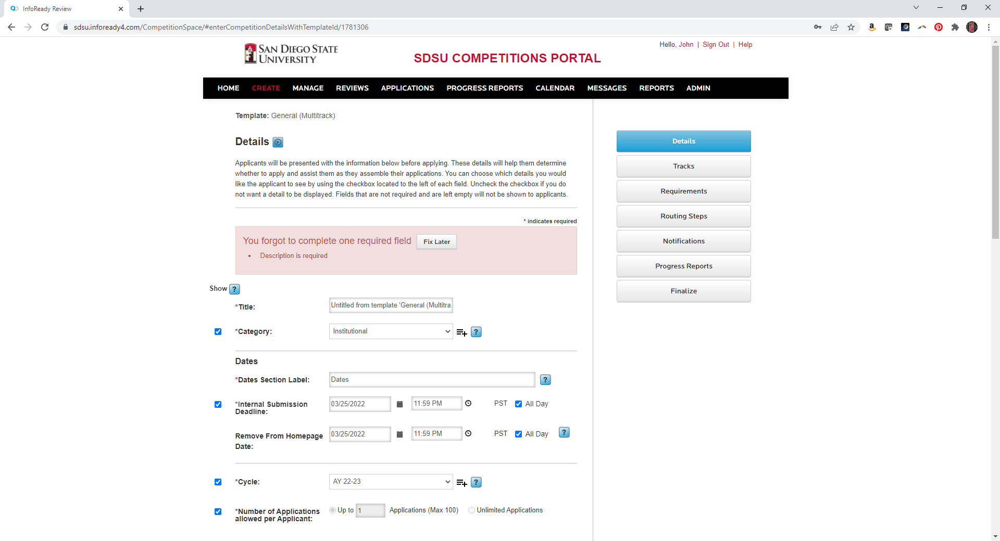 InfoReady Review
sdsu.infoready4.com/CompetitionSpace/#enterCompetitionDetailsWithTemplateId/1781306
SAN DIEGO STATE
UNIVERSITY
SDSU COMPETITIONS PORTAL
Hello, John | Sign Out | Help
HOME CREATE MANAGE REVIEWS APPLICATIONS PROGRESS REPORTS CALENDAR MESSAGES REPORTS ADMIN
Template: General (Multitrack)
Details
Applicants will be presented with the information below before applying. These details will help them determine
whether to apply and assist them as they assemble their applications. You can choose which details you would
like the applicant to see by using the checkbox located to the left of each field. Uncheck the checkbox if you do
not want a detail to be displayed. Fields that are not required and are left empty will not be shown to applicants.
* indicates required
You forgot to complete one required field Fix Later
• Description is required
Show ?
*Title: Untitled from template 'General (Multitra
*Category: Institutional ?
Dates
*Dates Section Label: Dates ?
*Internal Submission
Deadline: 03/25/2022 11:59 PM PST All Day
Remove From Homepage
Date: 03/25/2022 11:59 PM PST All Day ?
*Cycle: AY 22-23 ?
*Number of Applications
allowed per Applicant: Up to 1 Applications (Max 100) Unlimited Applications
Details
Tracks
Requirements
Routing Steps
Notifications
Progress Reports
Finalize